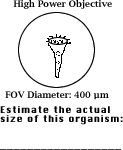 High Power Objective
FOV Diameter: 400 μm
Estimate the actual
size of this organism: